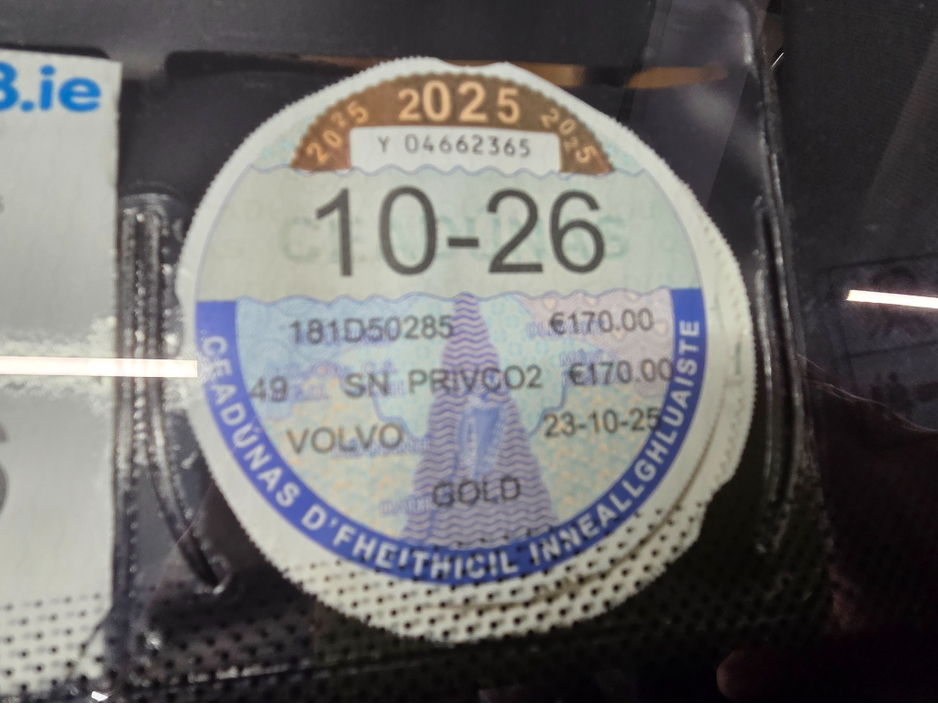 3.ie
2025 2025 2025
Y 04662365
10-26
181D50285 €170.00
49 SN PRIVCO2 €170.00
VOLVO 23-10-25
GOLD
CEADÚNAS D'FHEITHICIL INNEALLGHLUAISTE